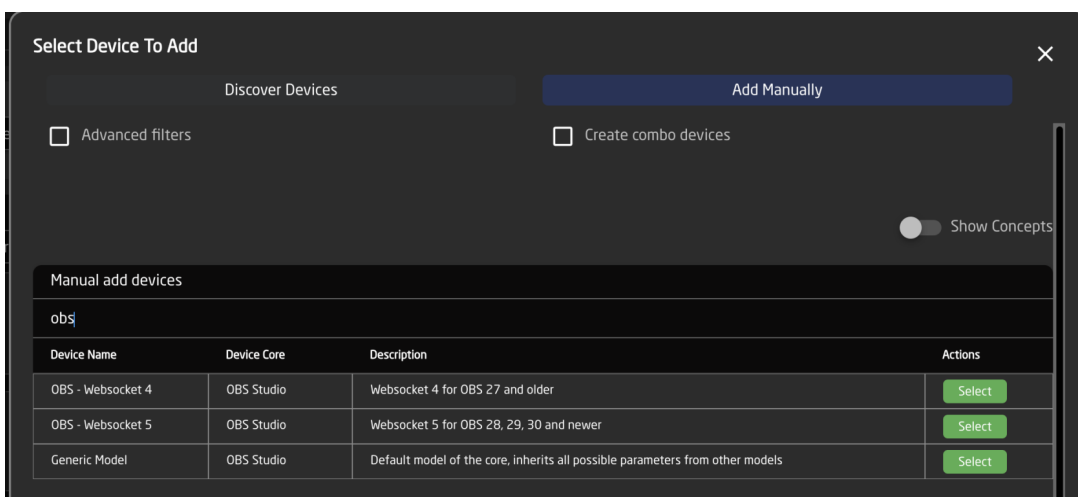 Select Device To Add
Discover Devices
Add Manually
Advanced filters
Create combo devices
Show Concepts
Manual add devices
obs
Device Name Device Core Description Actions
OBS - Websocket 4 OBS Studio Websocket 4 for OBS 27 and older Select
OBS - Websocket 5 OBS Studio Websocket 5 for OBS 28, 29, 30 and newer Select
Generic Model OBS Studio Default model of the core, inherits all possible parameters from other models Select